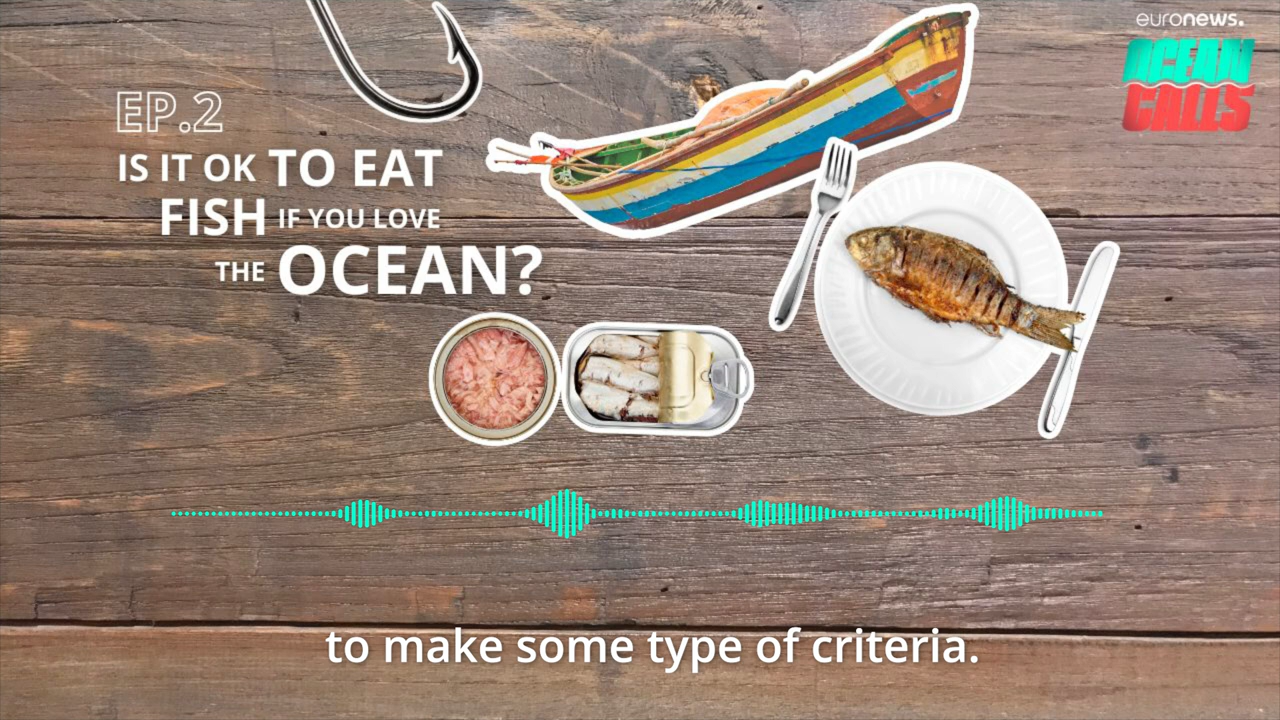 euronews.
OCEAN
CALLS
EP.2
IS IT OK TO EAT
FISH IF YOU LOVE
THE OCEAN?
to make some type of criteria.